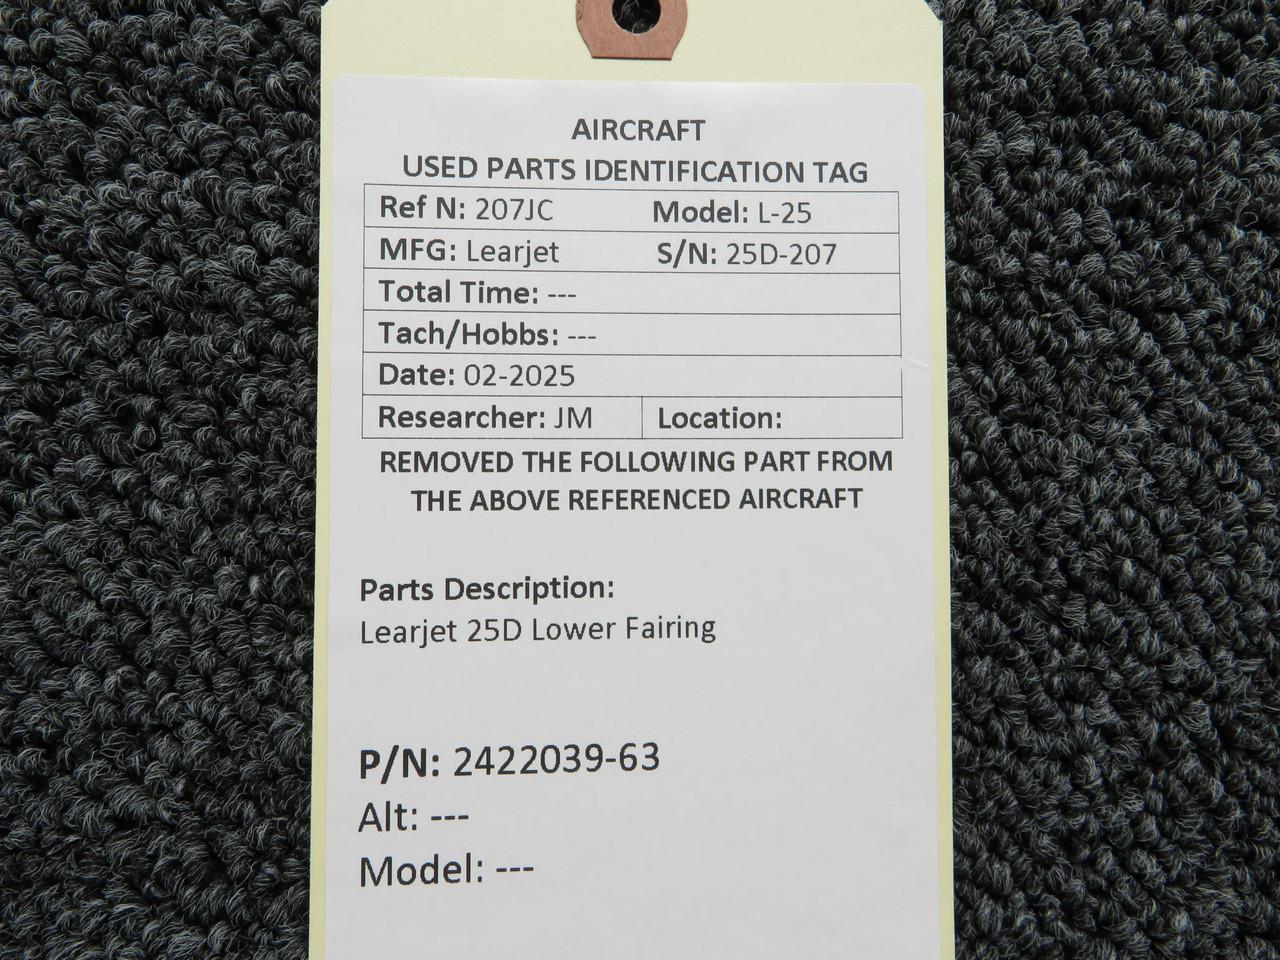 AIRCRAFT
USED PARTS IDENTIFICATION TAG
Ref N: 207JC Model: L-25
MFG: Learjet S/N: 25D-207
Total Time: ---
Tach/Hobbs: ---
Date: 02-2025
Researcher: JM Location:
REMOVED THE FOLLOWING PART FROM
THE ABOVE REFERENCED AIRCRAFT
Parts Description:
Learjet 25D Lower Fairing
P/N: 2422039-63
Alt: ---
Model: ---